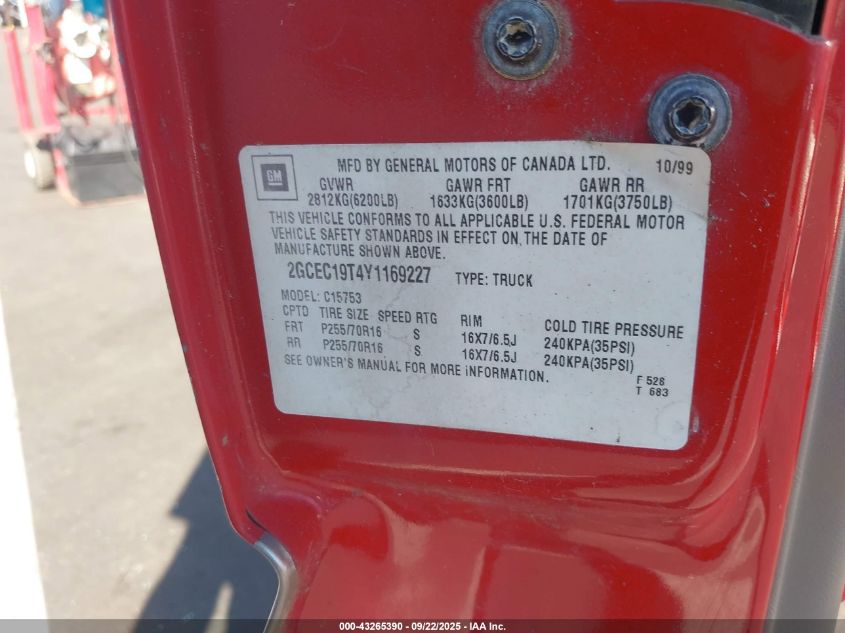 GM
MFD BY GENERAL MOTORS OF CANADA LTD. 10/99
GVWR GAWR FRT GAWR RR
2812KG(6200LB) 1633KG(3600LB) 1701KG(3750LB)
THIS VEHICLE CONFORMS TO ALL APPLICABLE U.S. FEDERAL MOTOR
VEHICLE SAFETY STANDARDS IN EFFECT ON THE DATE OF
MANUFACTURE SHOWN ABOVE.
2GCEC19T4Y1169227 TYPE: TRUCK
MODEL: C15753
CPTD TIRE SIZE SPEED RTG RIM COLD TIRE PRESSURE
FRT P255/70R16 S 16X7/6.5J 240KPA(35PSI)
RR P255/70R16 S 16X7/6.5J 240KPA(35PSI)
SEE OWNER'S MANUAL FOR MORE INFORMATION.
F 528
T 683
000-43265390 - 09/22/2025 - IAA Inc.